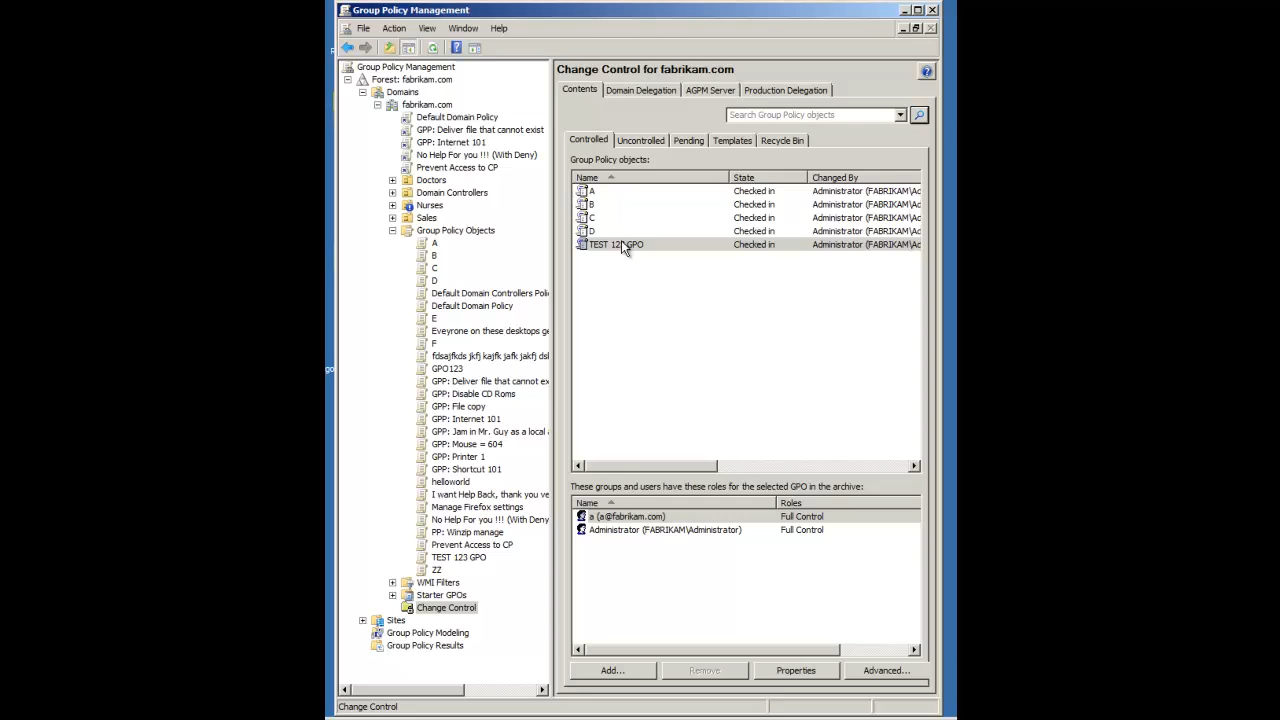 Group Policy Management
File Action View Window Help
Group Policy Management
Forest: fabrikam.com
Domains
fabrikam.com
Default Domain Policy
GPP: Deliver file that cannot exist
GPP: Internet 101
No Help For you !!! (With Deny)
Prevent Access to CP
Doctors
Domain Controllers
Nurses
Sales
Group Policy Objects
A
B
C
D
Default Domain Controllers Poli
Default Domain Policy
E
Eveyrone on these desktops ge
F
fdsajfkds jkfj kajfk jafk jakfj dsl
GPO123
GPP: Deliver file that cannot ex
GPP: Disable CD Roms
GPP: File copy
GPP: Internet 101
GPP: Jam in Mr. Guy as a local a
GPP: Mouse = 604
GPP: Printer 1
GPP: Shortcut 101
helloworld
I want Help Back, thank you ve
Manage Firefox settings
No Help For you !!! (With Deny
PP: Winzip manage
Prevent Access to CP
TEST 123 GPO
ZZ
WMI Filters
Starter GPOs
Change Control
Sites
Group Policy Modeling
Group Policy Results
Change Control for fabrikam.com
Contents Domain Delegation AGPM Server Production Delegation
Search Group Policy objects
Controlled Uncontrolled Pending Templates Recycle Bin
Group Policy objects:
Name State Changed By
A Checked in Administrator (FABRIKAM\Ad
B Checked in Administrator (FABRIKAM\Ad
C Checked in Administrator (FABRIKAM\Ad
D Checked in Administrator (FABRIKAM\Ad
TEST 123 GPO Checked in Administrator (FABRIKAM\Ad
These groups and users have these roles for the selected GPO in the archive:
Name Roles
a (a@fabrikam.com) Full Control
Administrator (FABRIKAM\Administrator) Full Control
Add... Remove Properties Advanced...
Change Control